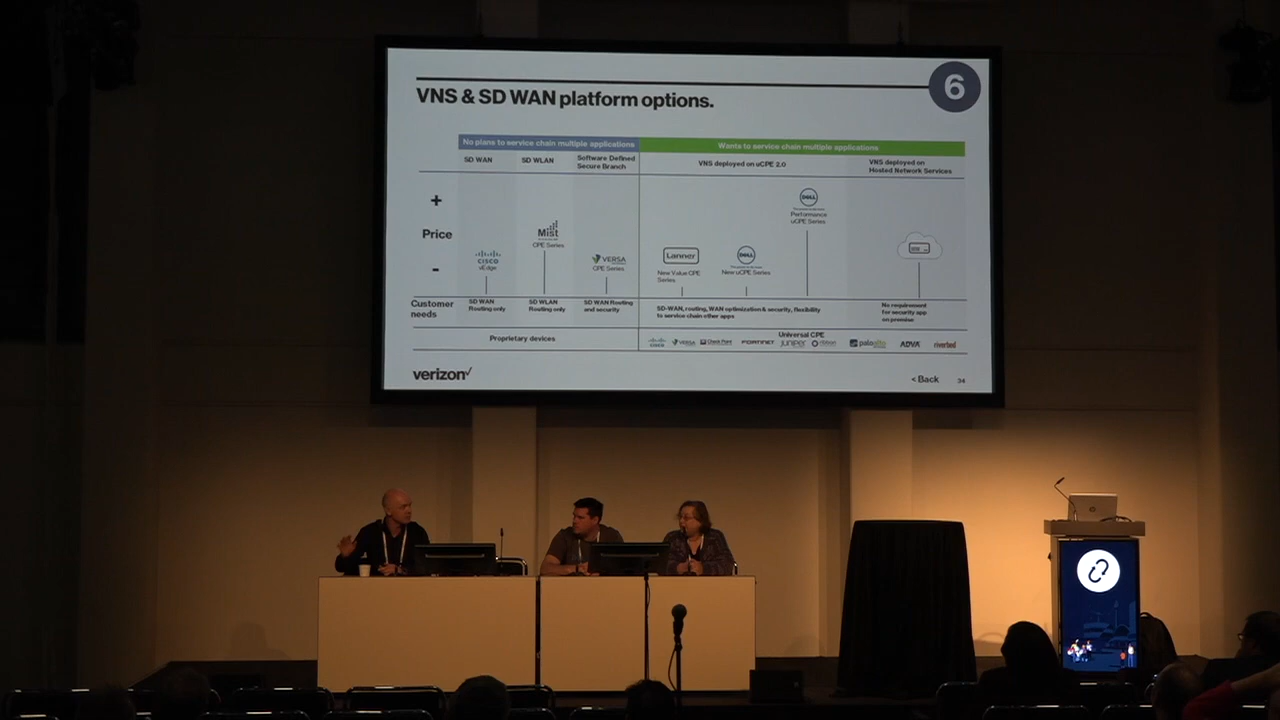 6
VNS & SD WAN platform options.
No plans to service chain multiple applications
Wants to service chain multiple applications
SD WAN
SD WLAN
Software Defined
Secure Branch
VNS deployed on uCPE 2.0
VNS deployed on
Hosted Network Services
+
Price
-
CISCO
vEdge
Mist
CPE Series
VERSA
CPE Series
Lanner
New Value CPE
Series
DELL
New uCPE Series
DELL
Performance
uCPE Series
Customer
needs
SD WAN
Routing only
SD WLAN
Routing only
SD WAN Routing
and security
SD-WAN, routing, WAN optimization & security, flexibility
to service chain other apps
No requirement
for security app
on premise
Proprietary devices
Universal CPE
CISCO
VERSA
Check Point
FORTINET
JUNIPER
ribbon
paloalto
ADVA
riverbed
verizon
< Back
34